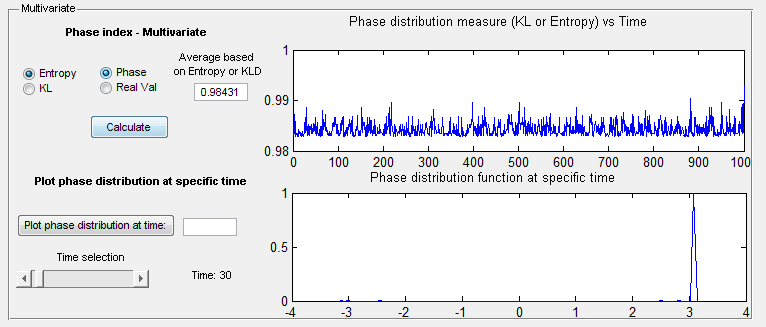 Multivariate
Phase index - Multivariate
Entropy
KL
Phase
Real Val
Average based
on Entropy or KLD
0.98431
Calculate
Phase distribution measure (KL or Entropy) vs Time
1
0.99
0.98
0 100 200 300 400 500 600 700 800 900 1000
Plot phase distribution at specific time
Plot phase distribution at time:
Time selection
Time: 30
Phase distribution function at specific time
1
0.5
0
-4 -3 -2 -1 0 1 2 3 4